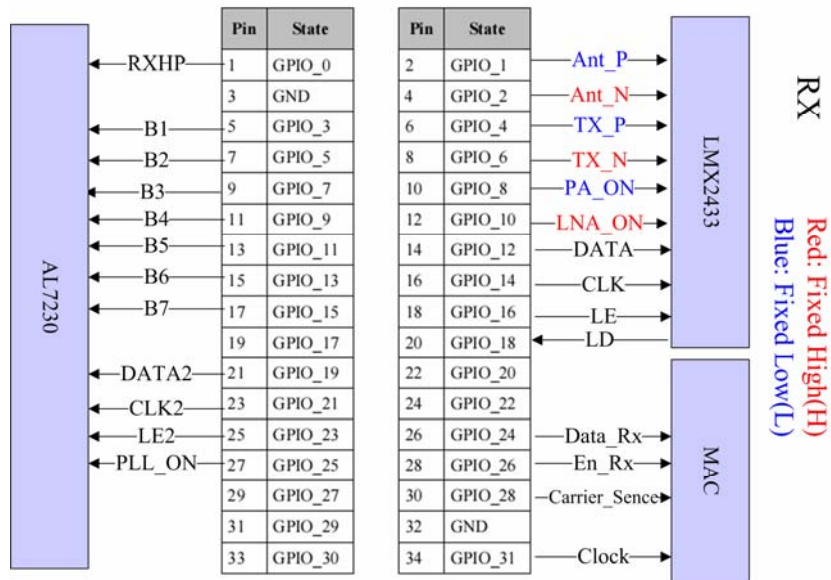 Pin State Pin State
RXHP 1 GPIO_0 2 GPIO_1 Ant_P
3 GND 4 GPIO_2 Ant_N
B1 5 GPIO_3 6 GPIO_4 TX_P
B2 7 GPIO_5 8 GPIO_6 TX_N
B3 9 GPIO_7 10 GPIO_8 PA_ON
B4 11 GPIO_9 12 GPIO_10 LNA_ON
B5 13 GPIO_11 14 GPIO_12 DATA
B6 15 GPIO_13 16 GPIO_14 CLK
B7 17 GPIO_15 18 GPIO_16 LE
19 GPIO_17 20 GPIO_18 LD
DATA2 21 GPIO_19 22 GPIO_20
CLK2 23 GPIO_21 24 GPIO_22
LE2 25 GPIO_23 26 GPIO_24 Data_Rx
PLL_ON 27 GPIO_25 28 GPIO_26 En_Rx
29 GPIO_27 30 GPIO_28 Carrier_Sence
31 GPIO_29 32 GND
33 GPIO_30 34 GPIO_31 Clock
AL7230
LMX2433
MAC
RX
Red: Fixed High(H)
Blue: Fixed Low(L)